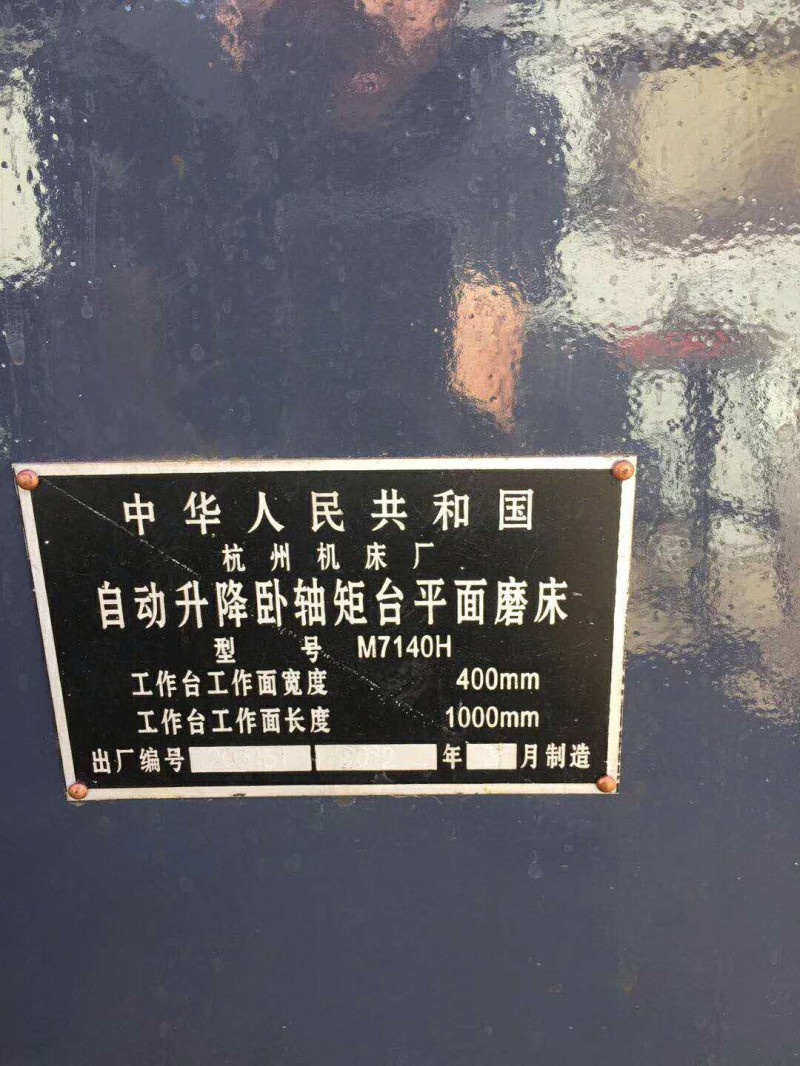 中华人民共和国
杭州机床厂
自动升降卧轴矩台平面磨床
型 号 M7140H
工作台工作面宽度 400mm
工作台工作面长度 1000mm
出厂编号 年 月制造